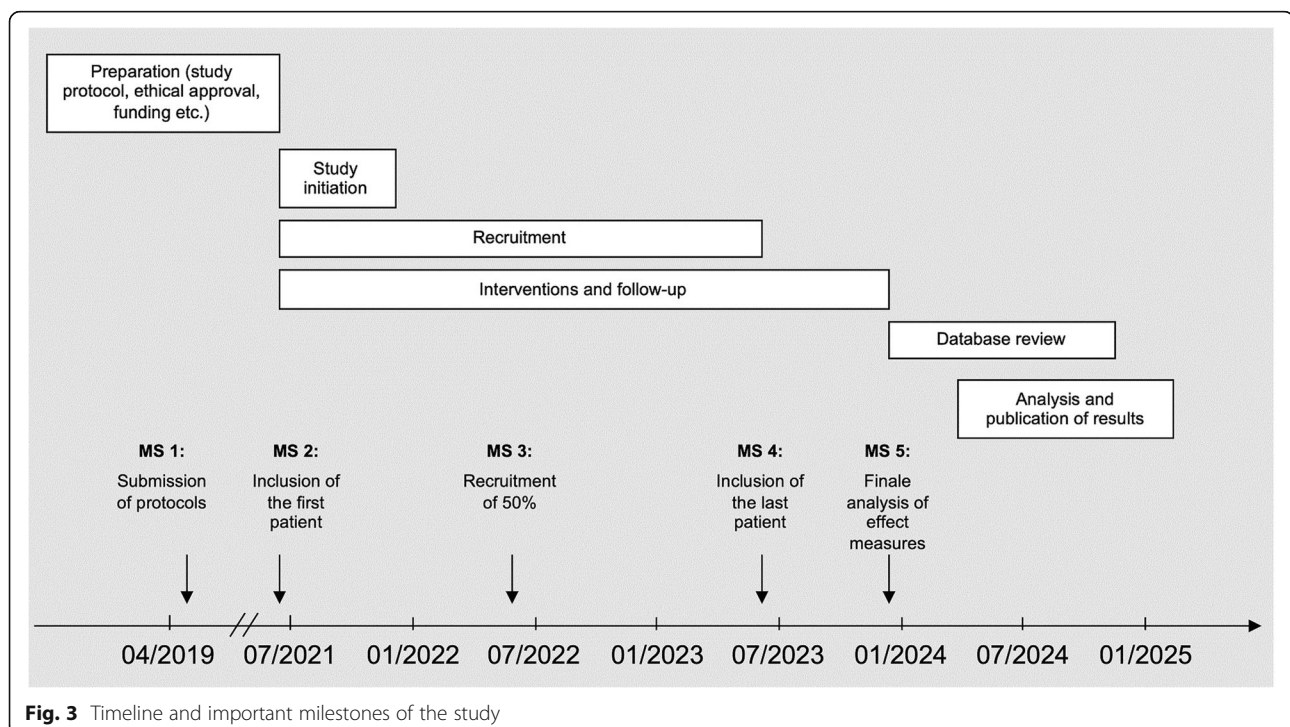 Preparation (study
protocol, ethical approval,
funding etc.)
Study
initiation
Recruitment
Interventions and follow-up
Database review
Analysis and
publication of results
MS 1:
Submission
of protocols
MS 2:
Inclusion of
the first
patient
MS 3:
Recruitment
of 50%
MS 4:
Inclusion of
the last
patient
MS 5:
Finale
analysis of
effect
measures
04/2019 07/2021 01/2022 07/2022 01/2023 07/2023 01/2024 07/2024 01/2025
Fig. 3 Timeline and important milestones of the study